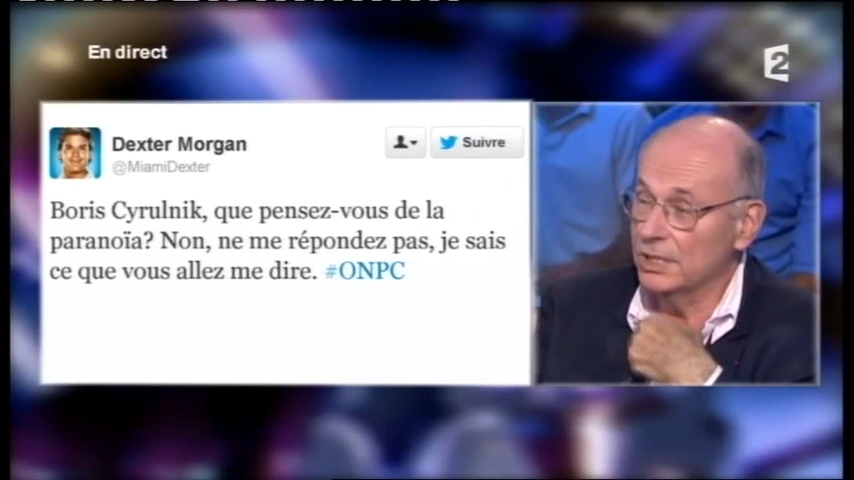 En direct
2
Dexter Morgan
Suivre
@MiamiDexter
Boris Cyrulnik, que pensez-vous de la
paranoïa? Non, ne me répondez pas, je sais
ce que vous allez me dire. #ONPC